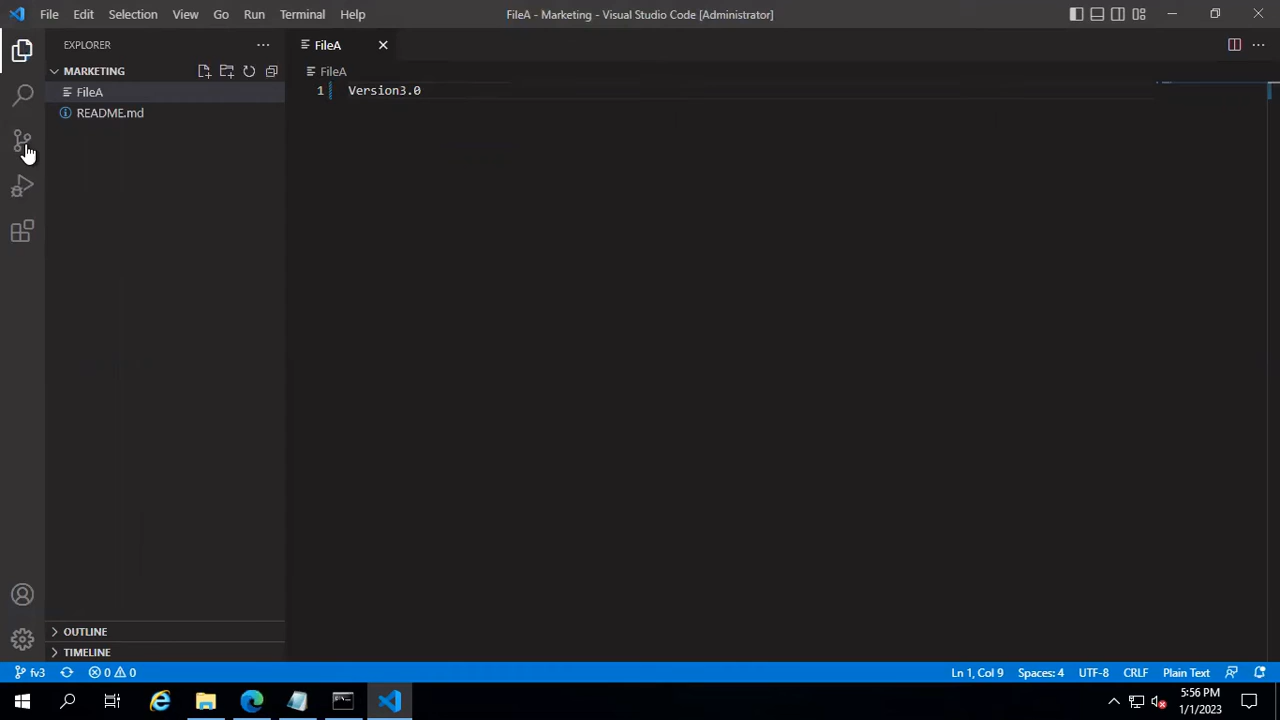 File Edit Selection View Go Run Terminal Help
FileA - Marketing - Visual Studio Code [Administrator]
EXPLORER
FileA
MARKETING
FileA
FileA
1 Version3.0
README.md
OUTLINE
TIMELINE
fv3 0 0 Ln 1, Col 9 Spaces: 4 UTF-8 CRLF Plain Text
5:56 PM
1/1/2023